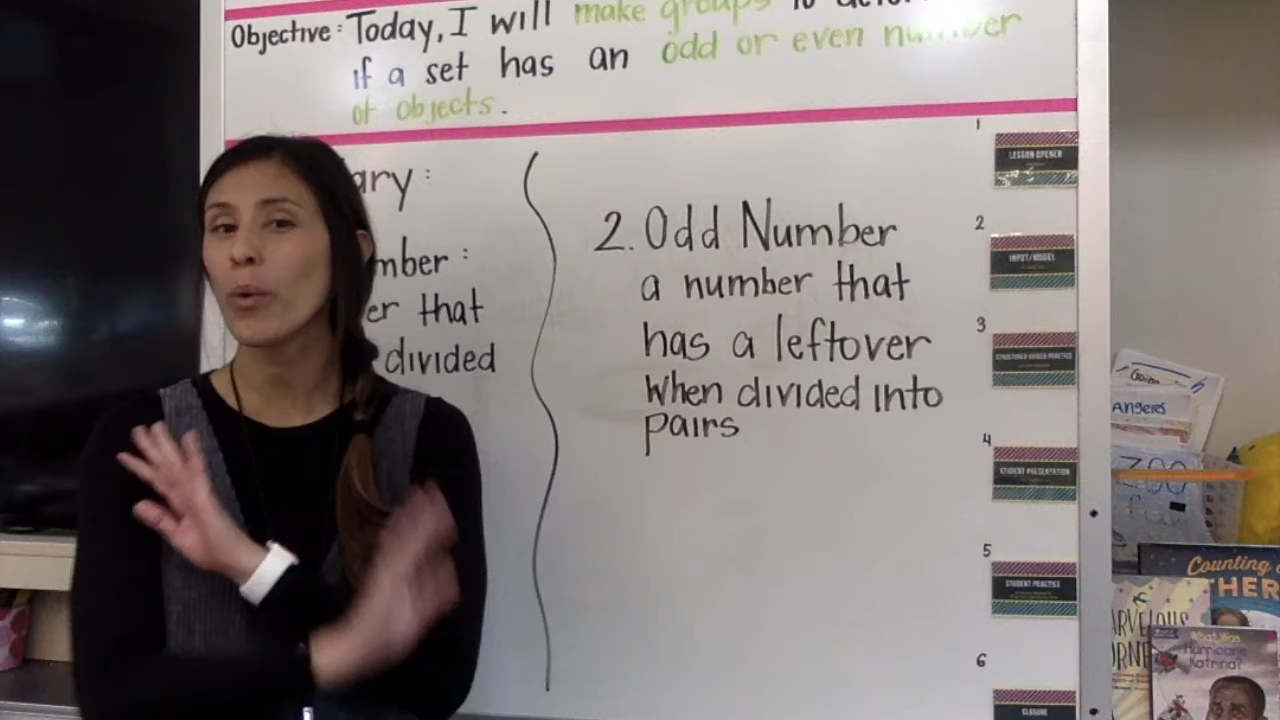 Objective: Today, I will make groups to
if a set has an odd or even number
of objects.
ary:
mber:
er that
divided
2. Odd Number
a number that
has a leftover
when divided into
pairs
1
LESSON OPENER
2
INPUT/MODEL
3
STRUCTURED GUIDED PRACTICE
4
STUDENT PRESENTATION
5
STUDENT PRACTICE
6
CLOSURE
ANGERS
ZOO
Counting
THER
What Was
Hurricane
Katrina?